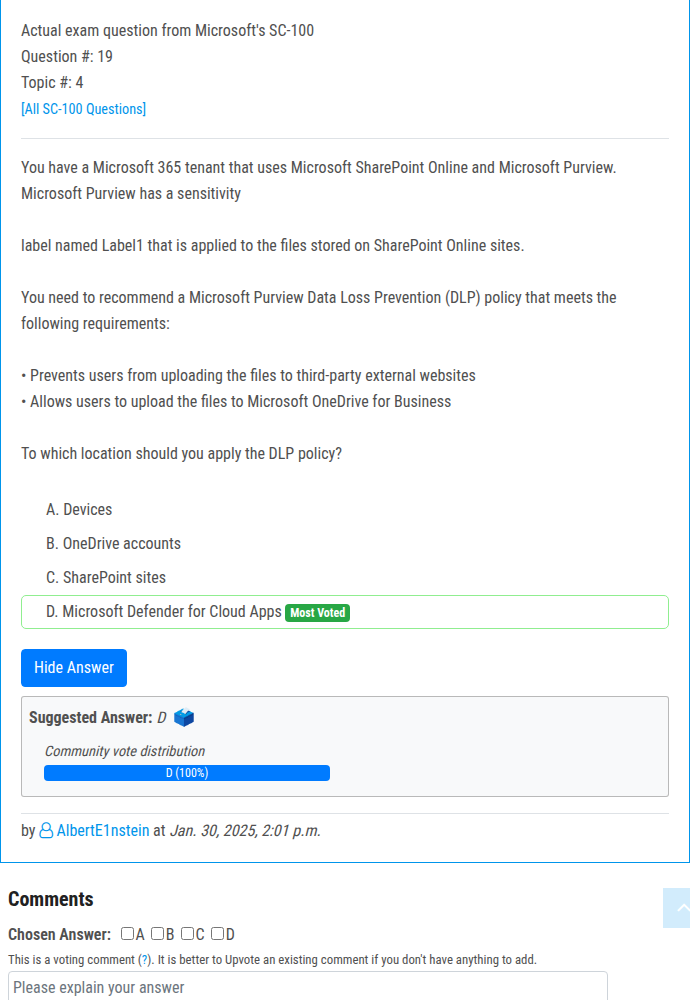 Actual exam question from Microsoft's SC-100
Question #: 19
Topic #: 4
[All SC-100 Questions]
You have a Microsoft 365 tenant that uses Microsoft SharePoint Online and Microsoft Purview.
Microsoft Purview has a sensitivity
label named Label1 that is applied to the files stored on SharePoint Online sites.
You need to recommend a Microsoft Purview Data Loss Prevention (DLP) policy that meets the
following requirements:
• Prevents users from uploading the files to third-party external websites
• Allows users to upload the files to Microsoft OneDrive for Business
To which location should you apply the DLP policy?
A. Devices
B. OneDrive accounts
C. SharePoint sites
D. Microsoft Defender for Cloud Apps Most Voted
Hide Answer
Suggested Answer: D
Community vote distribution
D (100%)
by AlbertE1nstein at Jan. 30, 2025, 2:01 p.m.
Comments
Chosen Answer: A B C D
This is a voting comment (?). It is better to Upvote an existing comment if you don't have anything to add.
Please explain your answer